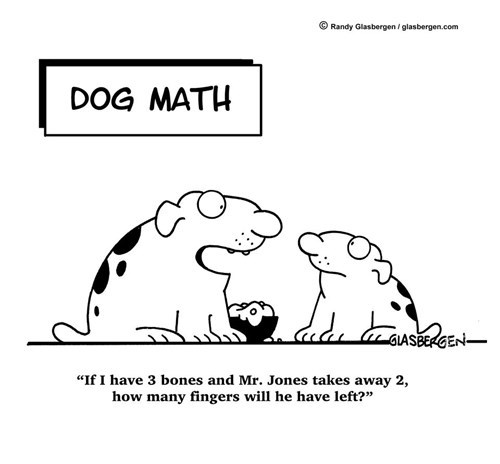 © Randy Glasbergen / glasbergen.com
DOG MATH
GLASBERGEN
“If I have 3 bones and Mr. Jones takes away 2,
how many fingers will he have left?”